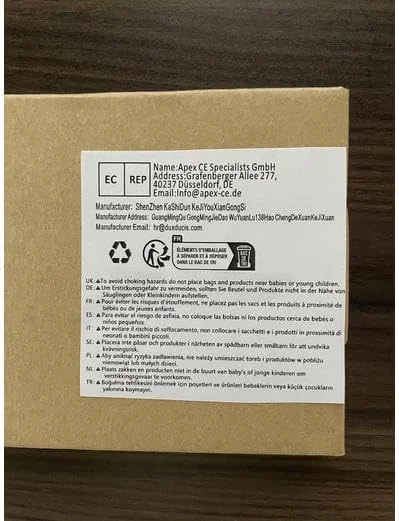 EC REP
Name:Apex CE Specialists GmbH
Address:Grafenberger Allee 277,
40237 Düsseldorf, DE
Email:Info@apex-ce.de
Manufacturer: ShenZhen KaShiDun KeJiYouXianGongSi
Manufacturer Address: GuangMingQu GongMingJieDao WuYuanLu138Hao ChengDeXuanKeJiXuan
Manufacturer Email: hr@duxducis.com
FR
ÉLÉMENTS D'EMBALLAGE
À SÉPARER ET À DÉPOSER
DANS LE BAC DE TRI
UK:⚠To avoid choking hazards do not place bags and products near babies or young children.
DE:⚠Um Erstickungsgefahr zu vermeiden, sollten Sie Beutel und Produkte nicht in der Nähe von
Säuglingen oder Kleinkindern aufstellen.
FR:⚠Pour éviter les risques d'étouffement, ne placez pas les sacs et les produits à proximité de
bébés ou de jeunes enfants.
ES:⚠Para evitar el riesgo de asfixia, no coloque las bolsas ni los productos cerca de bebés o
niños pequeños.
IT:⚠Per evitare il rischio di soffocamento, non collocare i sacchetti e i prodotti in prossimità di
neonati o bambini piccoli.
SE:⚠Placera inte påsar och produkter i närheten av spädbarn eller småbarn för att undvika
kvävningsrisk.
PL:⚠Aby uniknąć ryzyka zadławienia, nie należy umieszczać toreb i produktów w pobliżu
niemowląt lub małych dzieci.
NL:⚠Plaats zakken en producten niet in de buurt van baby's of jonge kinderen om
verstikkingsgevaar te voorkomen.
TR:⚠Boğulma tehlikesini önlemek için poşetleri ve ürünleri bebeklerin veya küçük çocukların
yakınına koymayın.